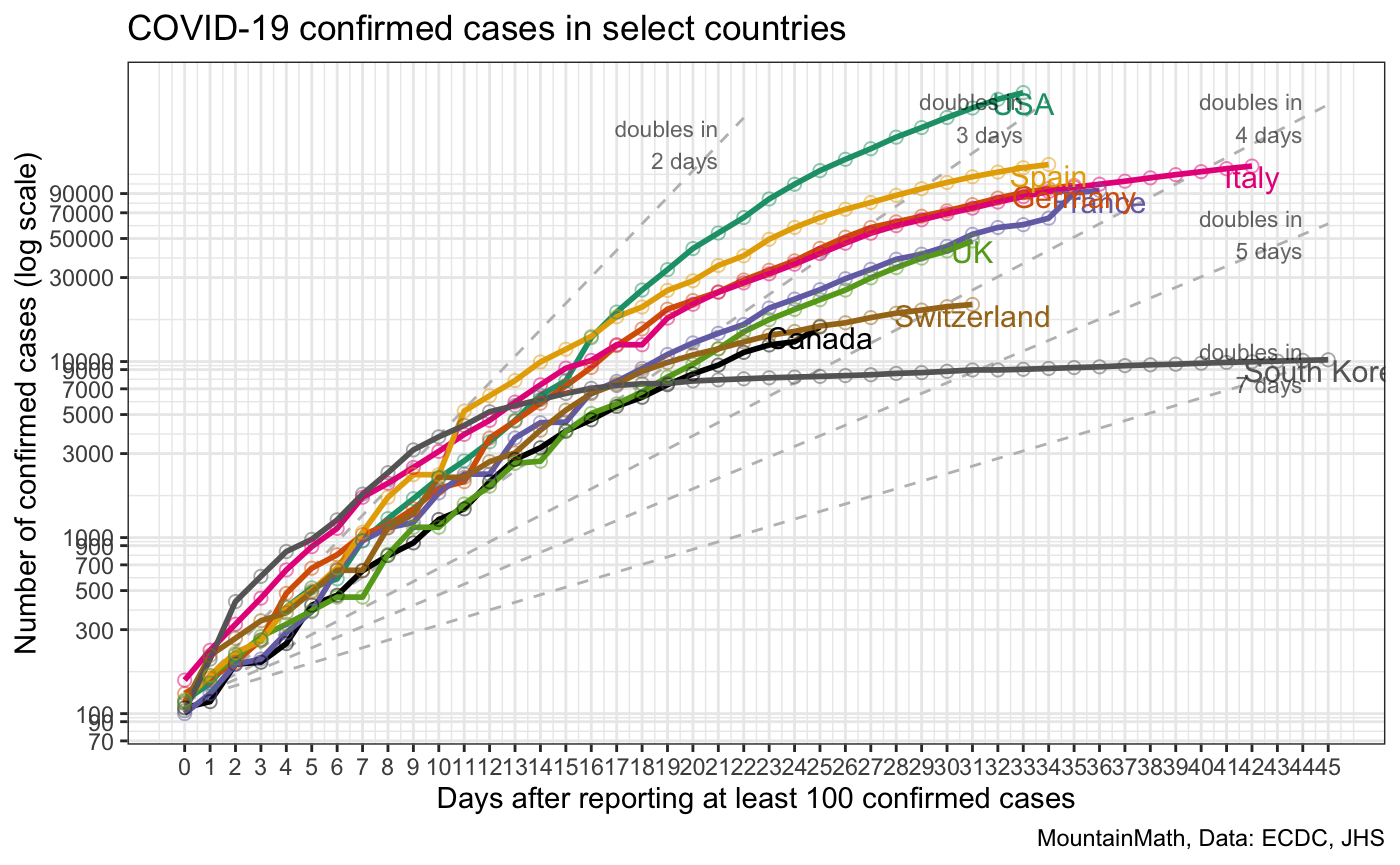 COVID-19 confirmed cases in select countries
Number of confirmed cases (log scale)
90000
70000
50000
30000
10000
9000
7000
5000
3000
1000
900
700
500
300
100
90
70
doubles in
2 days
doubles in
3 days
doubles in
4 days
doubles in
5 days
doubles in
7 days
USA
Spain
Italy
Germany
France
UK
Switzerland
Canada
South Kore
0 1 2 3 4 5 6 7 8 9 10 11 12 13 14 15 16 17 18 19 20 21 22 23 24 25 26 27 28 29 30 31 32 33 34 35 36 37 38 39 40 41 42 43 44 45
Days after reporting at least 100 confirmed cases
MountainMath, Data: ECDC, JHS